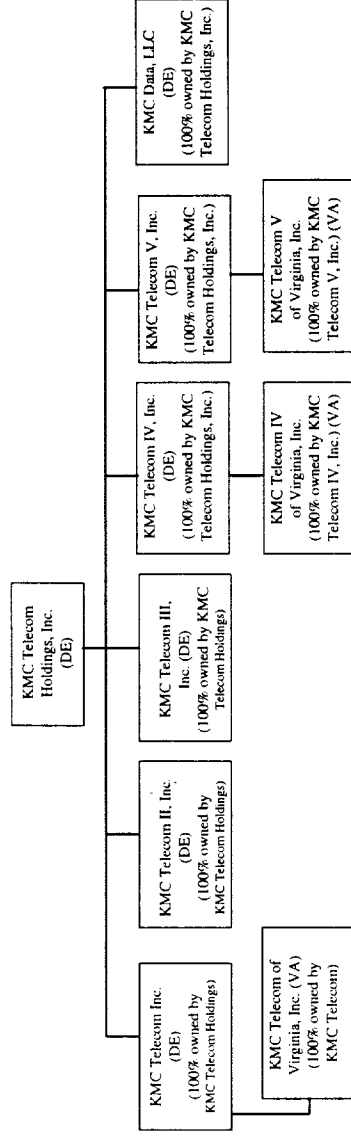 KMC Telecom
Holdings, Inc.
(DE)
KMC Telecom Inc.
(DE)
(100% owned by
KMC Telecom Holdings)
KMC Telecom II, Inc.
(DE)
(100% owned by
KMC Telecom Holdings)
KMC Telecom III,
Inc. (DE)
(100% owned by KMC
Telecom Holdings)
KMC Telecom IV, Inc.
(DE)
(100% owned by KMC
Telecom Holdings, Inc.)
KMC Telecom V, Inc.
(DE)
(100% owned by KMC
Telecom Holdings, Inc.)
KMC Data, LLC
(DE)
(100% owned by KMC
Telecom Holdings, Inc.)
KMC Telecom of
Virginia, Inc. (VA)
(100% owned by
KMC Telecom)
KMC Telecom IV
of Virginia, Inc.
(100% owned by KMC
Telecom IV, Inc.) (VA)
KMC Telecom V
of Virginia, Inc.
(100% owned by KMC
Telecom V, Inc.) (VA)